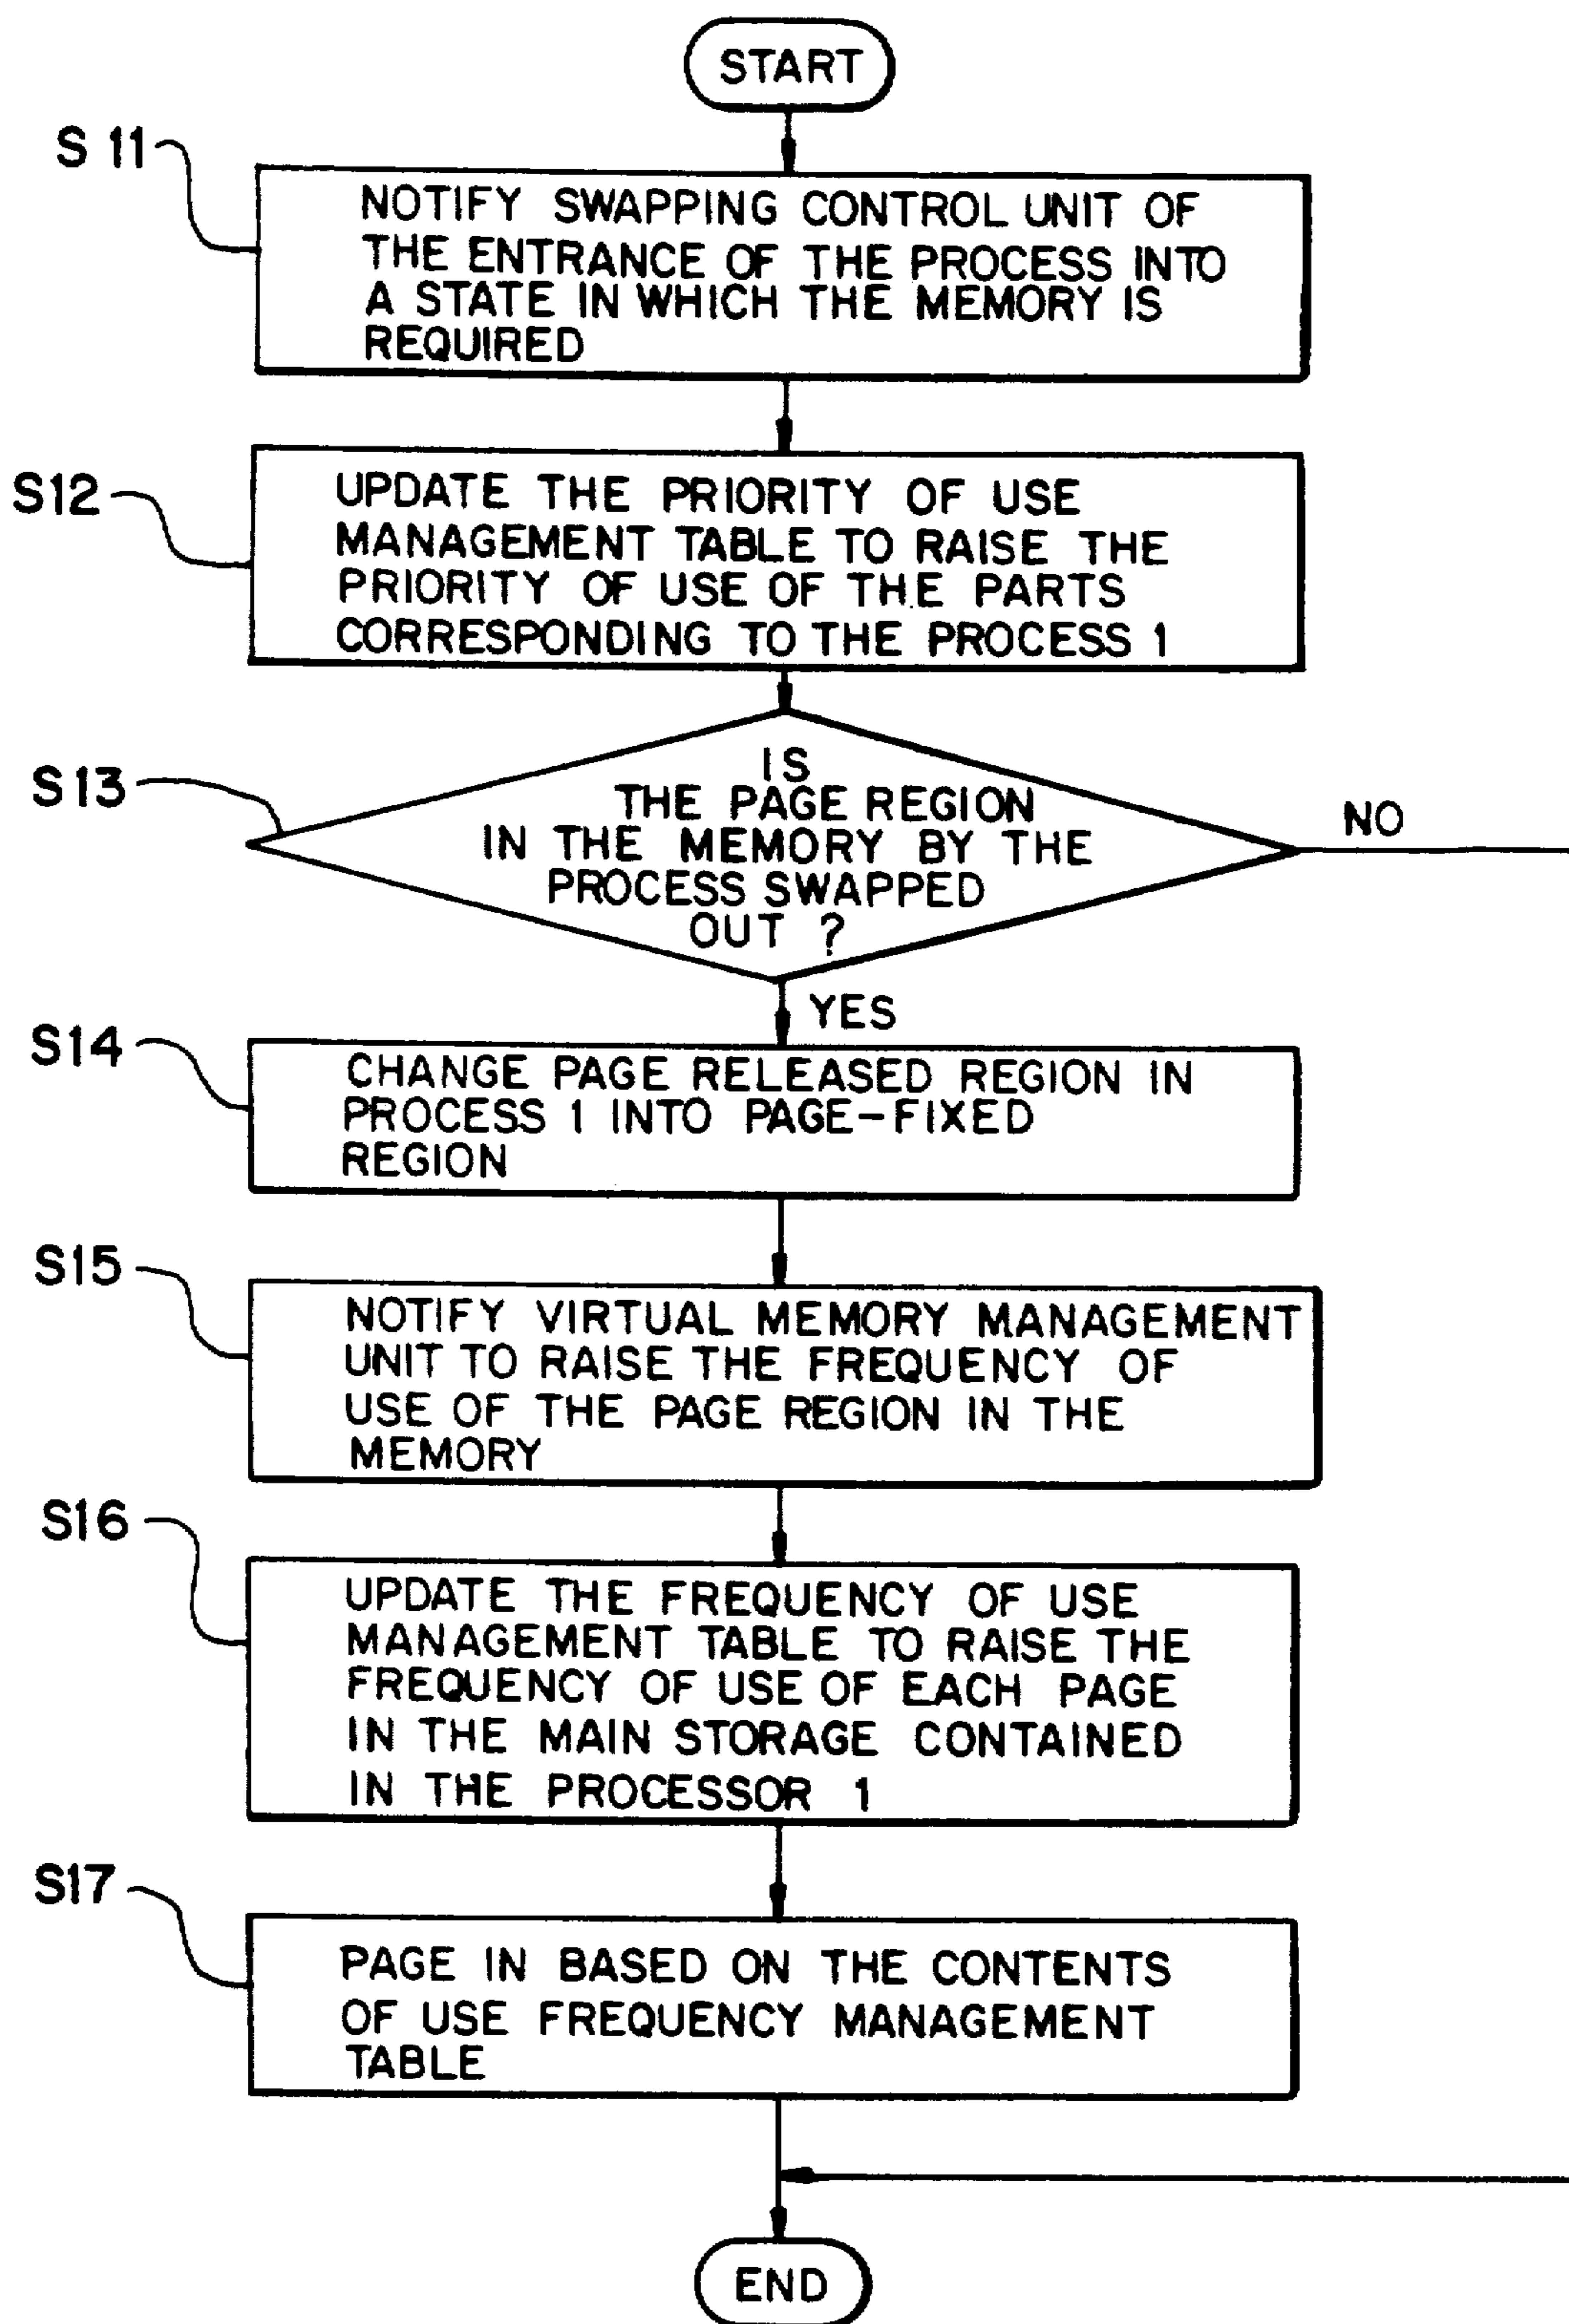 START
S 11
NOTIFY SWAPPING CONTROL UNIT OF
THE ENTRANCE OF THE PROCESS INTO
A STATE IN WHICH THE MEMORY IS
REQUIRED
S12
UPDATE THE PRIORITY OF USE
MANAGEMENT TABLE TO RAISE THE
PRIORITY OF USE OF THE PARTS
CORRESPONDING TO THE PROCESS 1
S13
IS
THE PAGE REGION
IN THE MEMORY BY THE
PROCESS SWAPPED
OUT ?
NO
YES
S14
CHANGE PAGE RELEASED REGION IN
PROCESS 1 INTO PAGE-FIXED
REGION
S15
NOTIFY VIRTUAL MEMORY MANAGEMENT
UNIT TO RAISE THE FREQUENCY OF
USE OF THE PAGE REGION IN THE
MEMORY
S16
UPDATE THE FREQUENCY OF USE
MANAGEMENT TABLE TO RAISE THE
FREQUENCY OF USE OF EACH PAGE
IN THE MAIN STORAGE CONTAINED
IN THE PROCESSOR 1
S17
PAGE IN BASED ON THE CONTENTS
OF USE FREQUENCY MANAGEMENT
TABLE
END